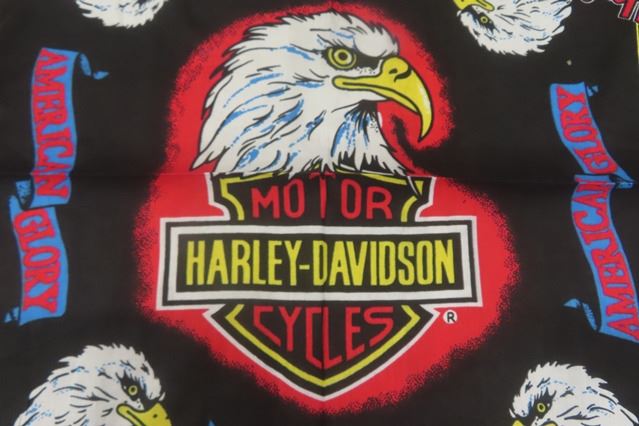 AMERICAN GLORY
MOTOR
HARLEY-DAVIDSON
CYCLES
®
AMERICAN GLORY